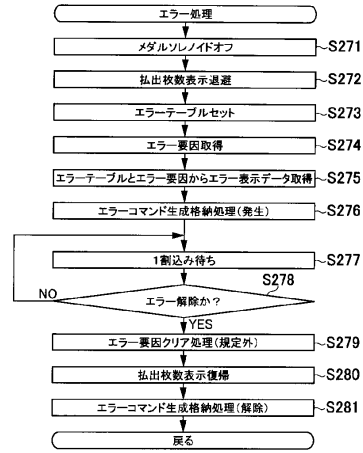 エラー処理
メダルソレノイドオフ
S271
払出枚数表示退避
S272
エラーテーブルセット
S273
エラー要因取得
S274
エラーテーブルとエラー要因からエラー表示データ取得
S275
エラーコマンド生成格納処理(発生)
S276
1割込み待ち
S277
S278
エラー解除か？
NO
YES
エラー要因クリア処理(規定外)
S279
払出枚数表示復帰
S280
エラーコマンド生成格納処理(解除)
S281
戻る